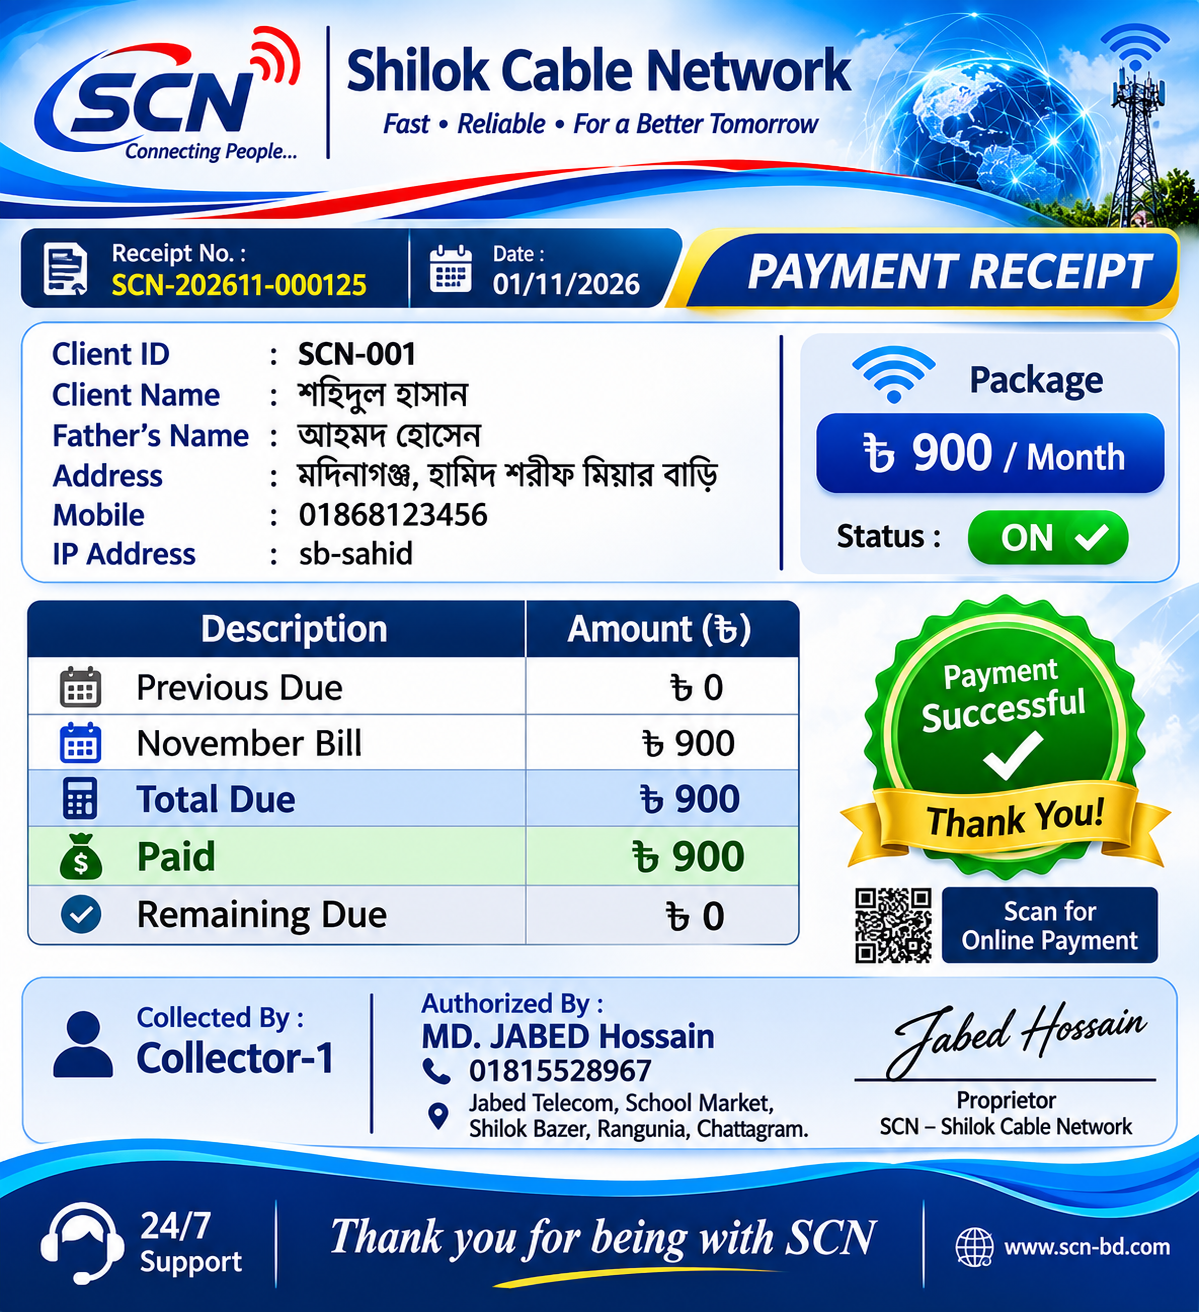 SCN
Connecting People...
Shilok Cable Network
Fast • Reliable • For a Better Tomorrow
Receipt No. :
SCN-202611-000125
Date :
01/11/2026
PAYMENT RECEIPT
Client ID : SCN-001
Client Name : শহিদুল হাসান
Father's Name : আহমদ হোসেন
Address : মদিনাগঞ্জ, হামিদ শরীফ মিয়ার বাড়ি
Mobile : 01868123456
IP Address : sb-sahid
Package
৳ 900 / Month
Status : ON
Description Amount (৳)
Previous Due ৳ 0
November Bill ৳ 900
Total Due ৳ 900
Paid ৳ 900
Remaining Due ৳ 0
Payment
Successful
Thank You!
Scan for
Online Payment
Collected By :
Collector-1
Authorized By :
MD. JABED Hossain
01815528967
Jabed Telecom, School Market,
Shilok Bazer, Rangunia, Chattagram.
Jabed Hossain
Proprietor
SCN – Shilok Cable Network
24/7
Support
Thank you for being with SCN
www.scn-bd.com